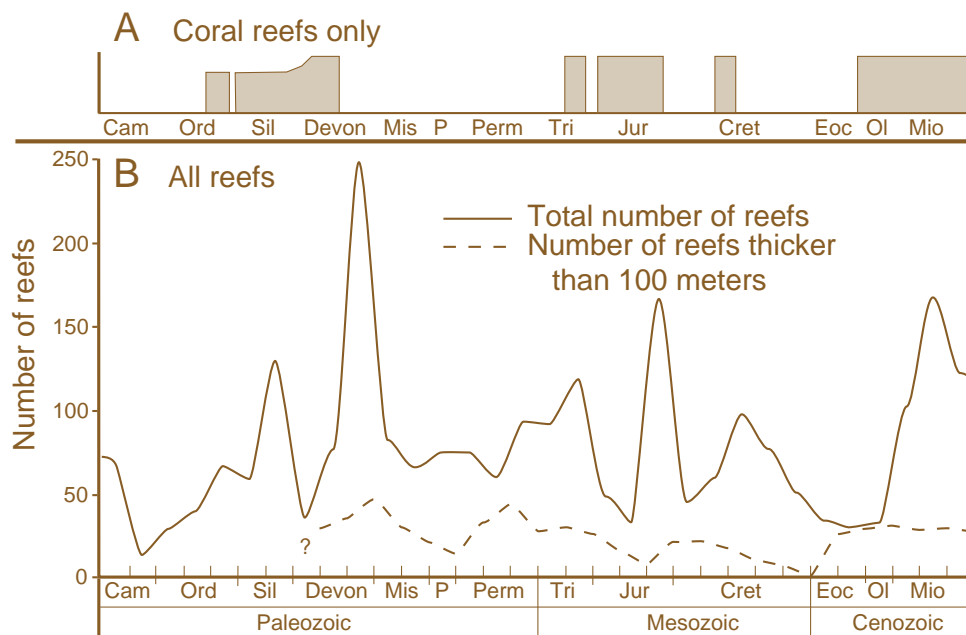 A Coral reefs only
Cam Ord Sil Devon Mis P Perm Tri Jur Cret Eoc Ol Mio
B All reefs
Total number of reefs
Number of reefs thicker
than 100 meters
Number of reefs
250
200
150
100
50
0
?
Cam Ord Sil Devon Mis P Perm Tri Jur Cret Eoc Ol Mio
Paleozoic Mesozoic Cenozoic